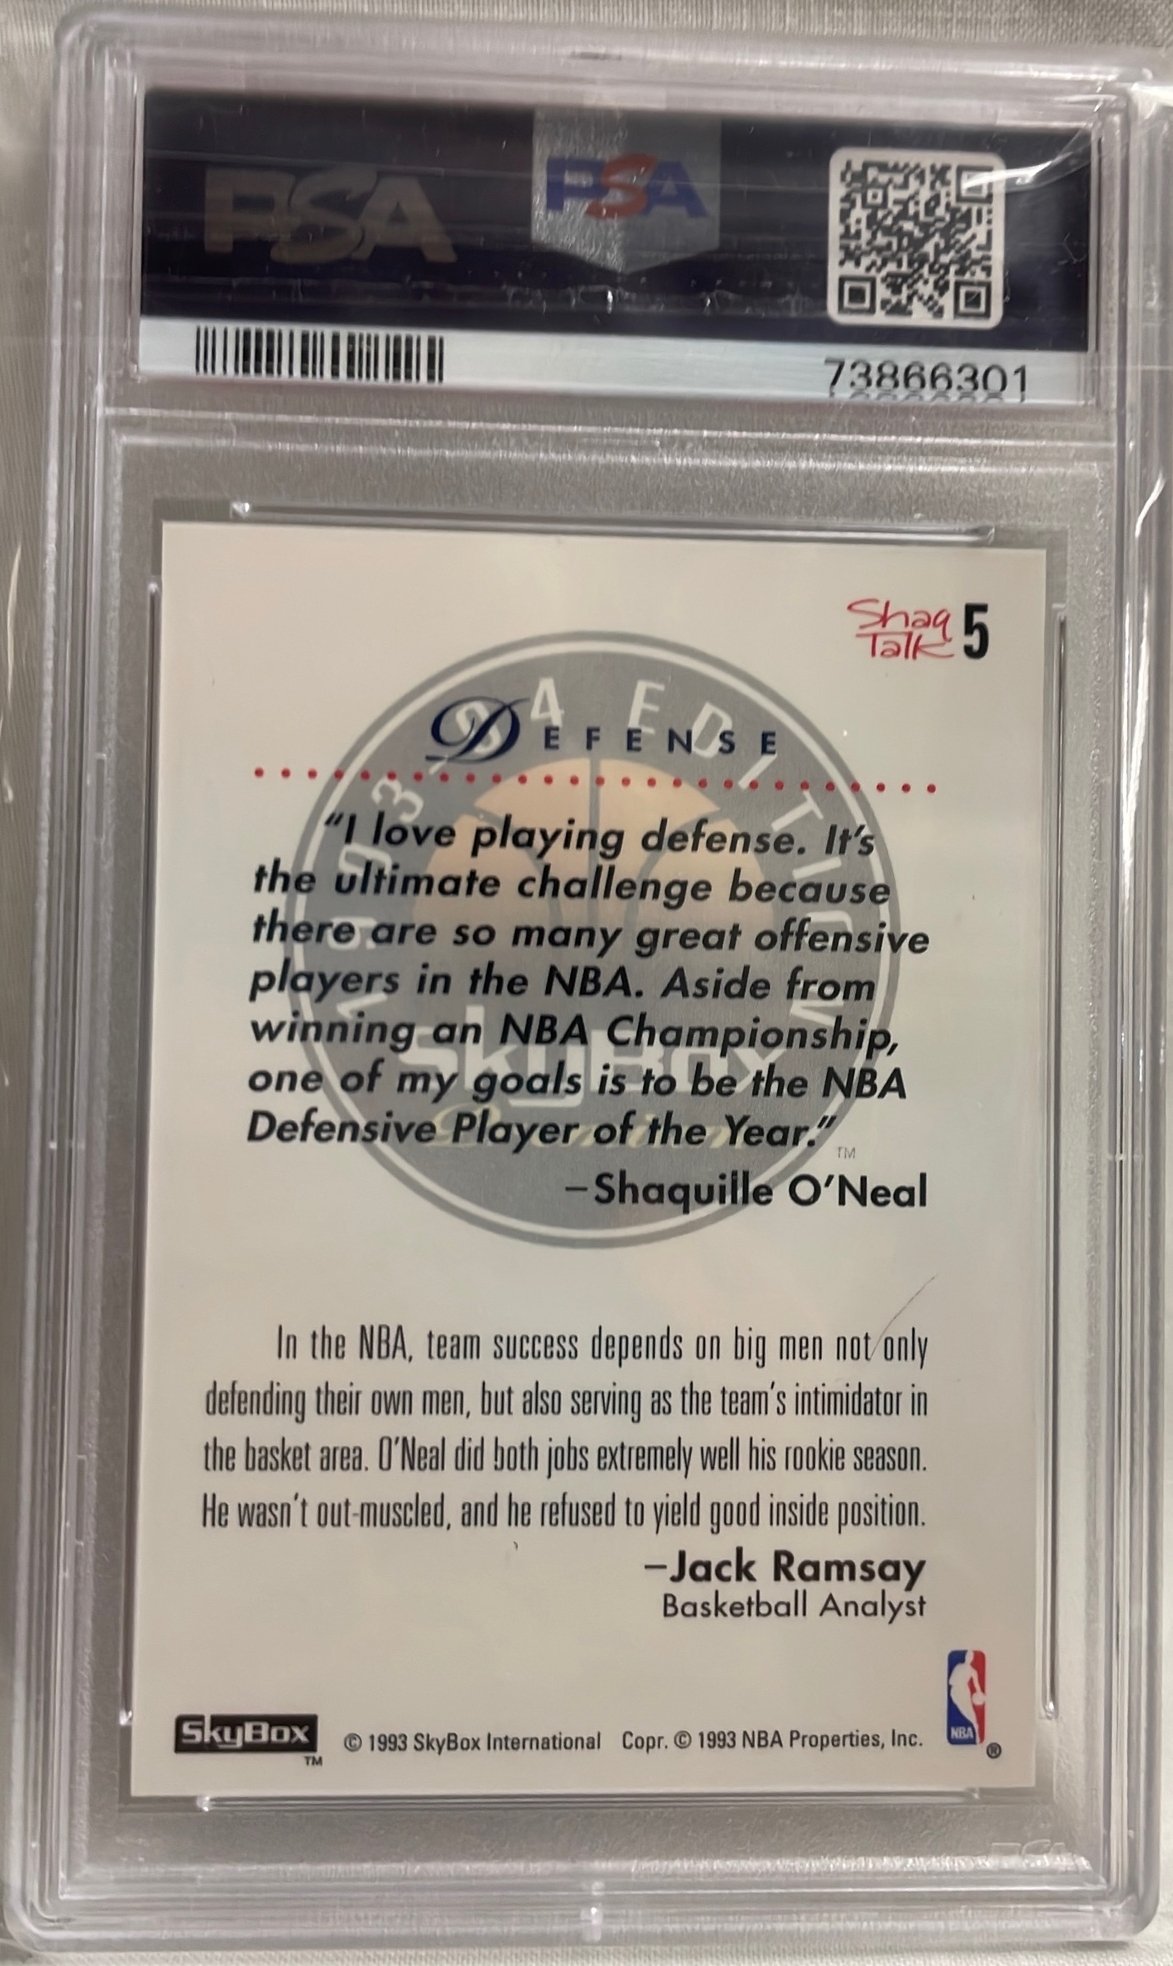 PSA PSA
73866301
Shaq
Talk 5
1993-94 EDITION
DEFENSE
"I love playing defense. It's
the ultimate challenge because
there are so many great offensive
players in the NBA. Aside from
winning an NBA Championship,
one of my goals is to be the NBA
Defensive Player of the Year."
TM
–Shaquille O'Neal
SkyBox
Premium
In the NBA, team success depends on big men not only
defending their own men, but also serving as the team's intimidator in
the basket area. O'Neal did both jobs extremely well his rookie season.
He wasn't out-muscled, and he refused to yield good inside position.
–Jack Ramsay
Basketball Analyst
SkyBox
TM
© 1993 SkyBox International Copr. © 1993 NBA Properties, Inc.
NBA
®
PSA